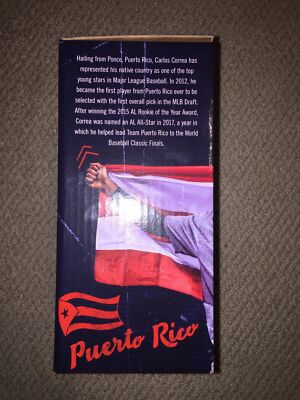 Hailing from Ponce, Puerto Rico, Carlos Correa has
represented his native country as one of the top
young stars in Major League Baseball. In 2012, he
became the first player from Puerto Rico ever to be
selected with the first overall pick in the MLB Draft.
After winning the 2015 AL Rookie of the Year Award,
Correa was named an AL All-Star in 2017, a year in
which he helped lead Team Puerto Rico to the World
Baseball Classic Finals.
Puerto Rico